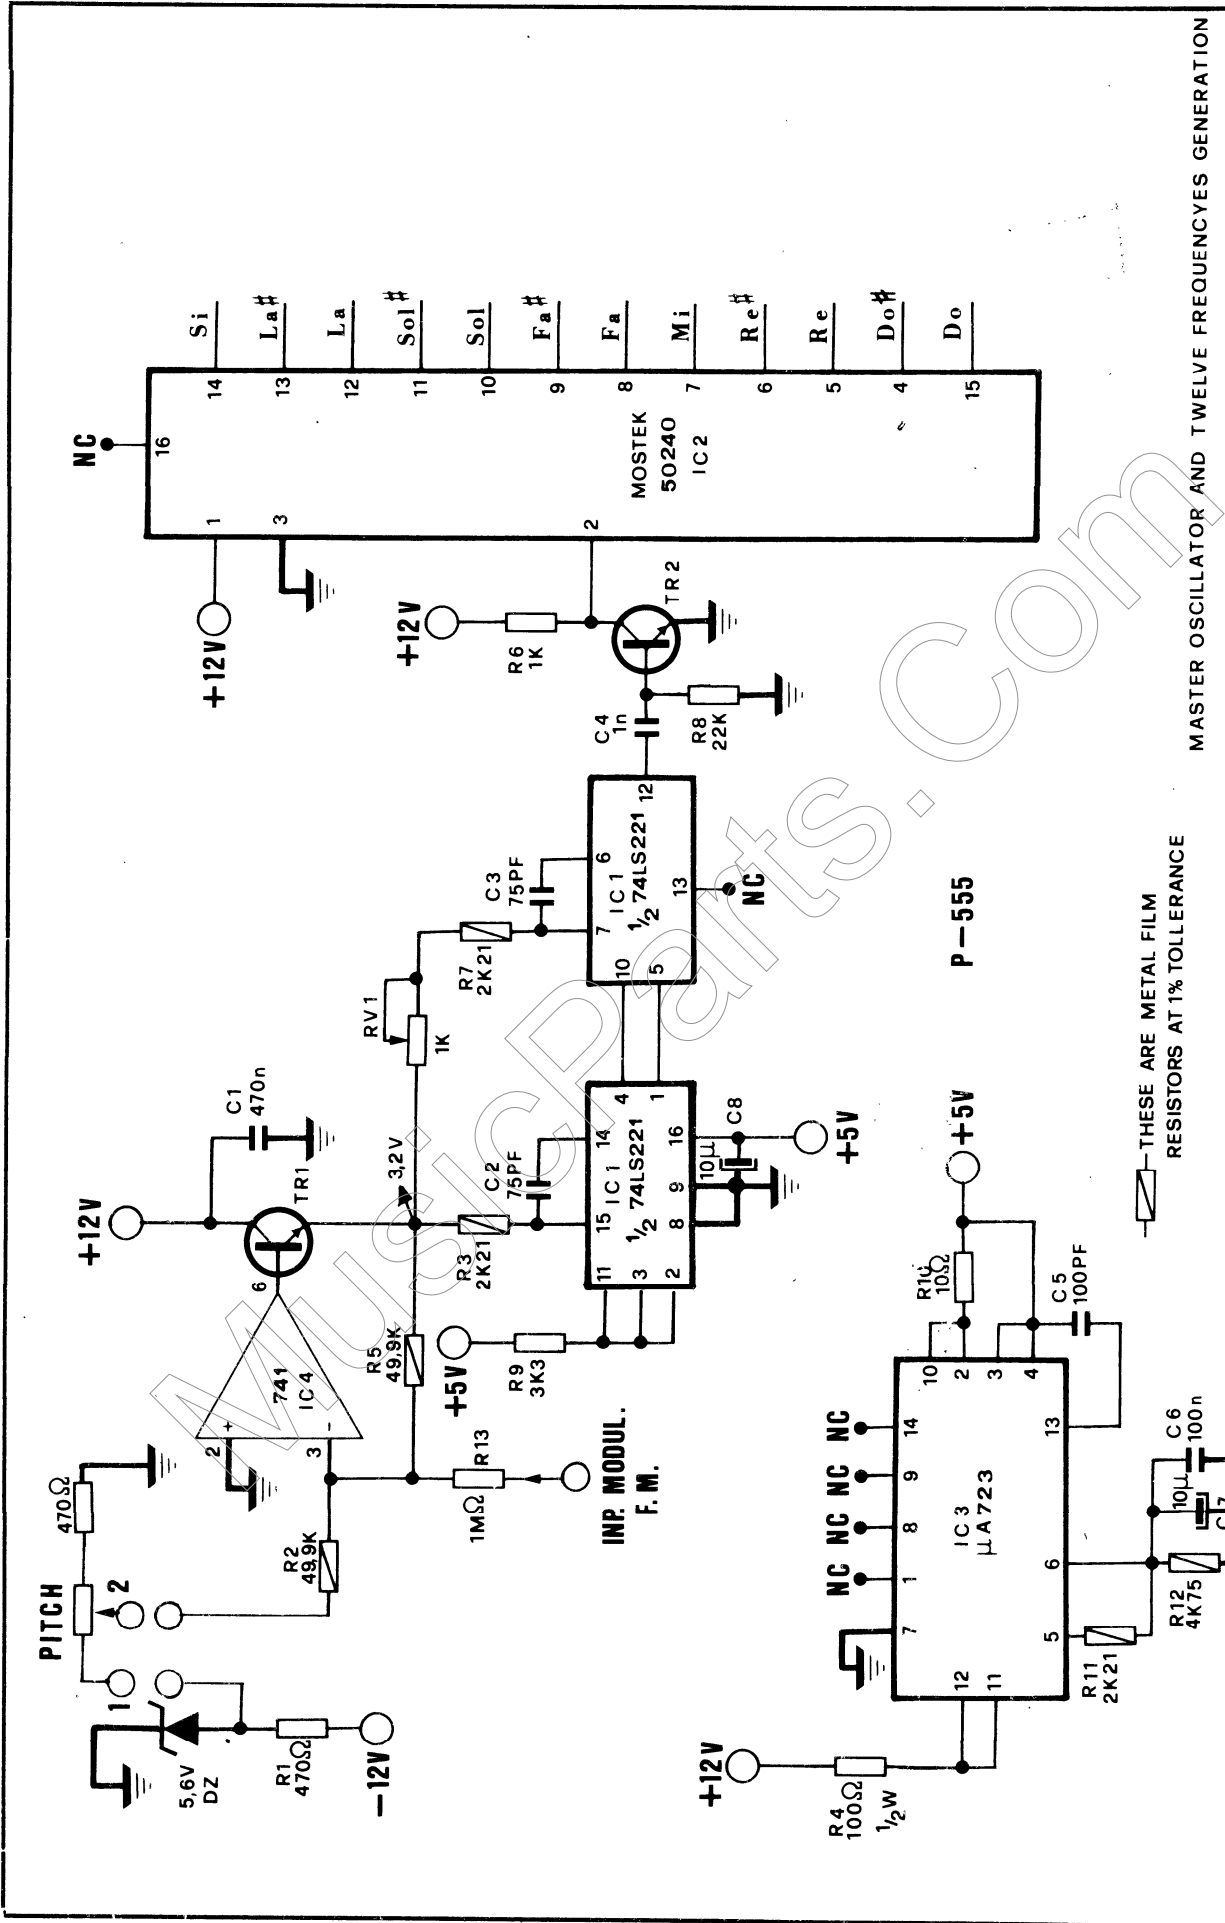 PITCH
470Ω
1
2
5,6V
DZ
R1
470Ω
-12V
R2
49,9K
2
+
3
-
741
IC4
6
+12V
C1
470n
TR1
3,2V
R5
49,9K
R13
1MΩ
INP. MODUL.
F. M.
+5V
R9
3K3
R3
2K21
C2
75PF
RV1
1K
R7
2K21
C3
75PF
11
3
2
15
14
IC1
1/2 74LS221
4
1
8
9
16
10µ
C8
+5V
7
6
IC1
1/2 74LS221
10
5
12
13
NC
C4
1n
R8
22K
+12V
R6
1K
TR2
+12V
NC
16
1
3
2
MOSTEK
50240
IC2
14
Si
13
La#
12
La
11
Sol#
10
Sol
9
Fa#
8
Fa
7
Mi
6
Re#
5
Re
4
Do#
15
Do
+12V
R4
100Ω
1/2W
12
11
7
NC
1
NC
8
NC
9
NC
14
IC3
µA723
10
2
3
4
13
5
6
R10
10Ω
+5V
C5
100PF
R11
2K21
R12
4K75
10µ
C7
C6
100n
P-555
THESE ARE METAL FILM
RESISTORS AT 1% TOLLERANCE
MASTER OSCILLATOR AND TWELVE FREQUENCYES GENERATION
MusicParts.Com